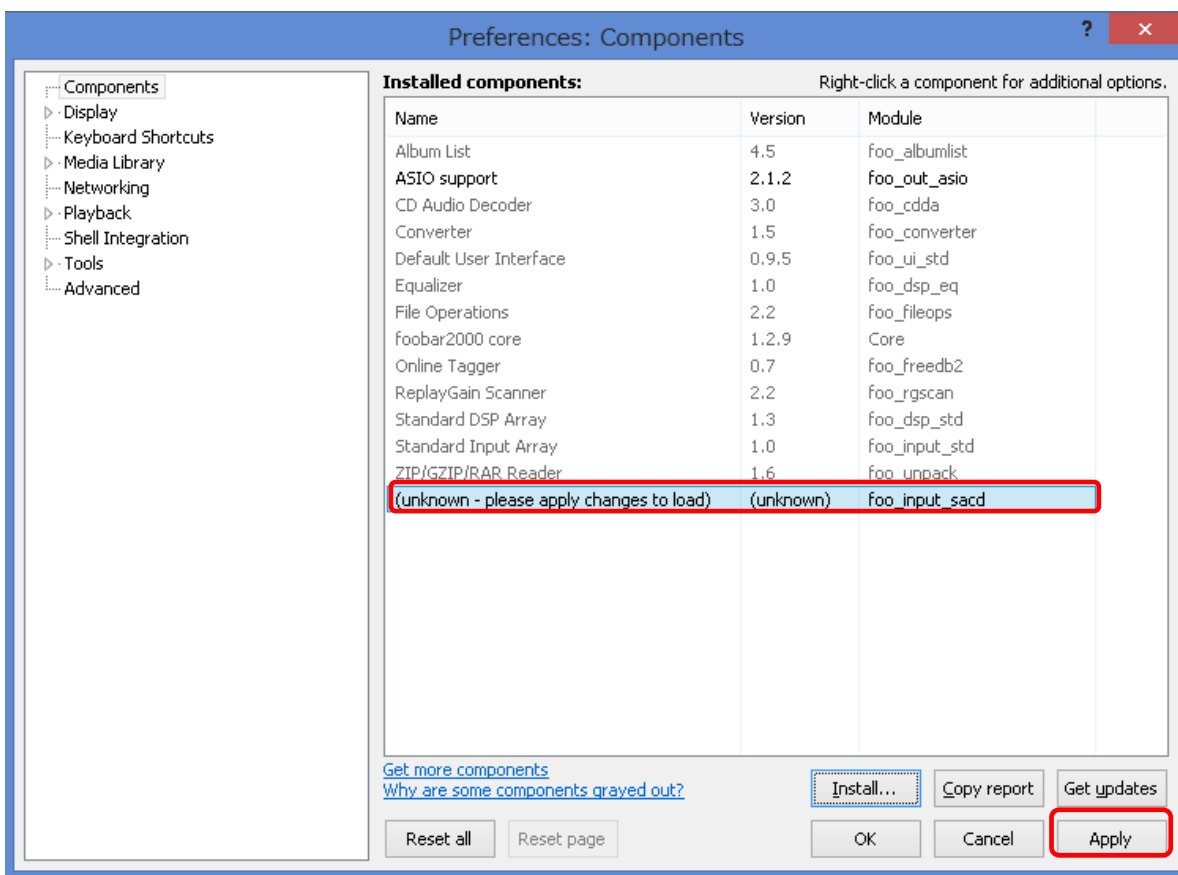 Preferences: Components
?
Components
Display
Keyboard Shortcuts
Media Library
Networking
Playback
Shell Integration
Tools
Advanced
Installed components: Right-click a component for additional options.
Name Version Module
Album List 4.5 foo_albumlist
ASIO support 2.1.2 foo_out_asio
CD Audio Decoder 3.0 foo_cdda
Converter 1.5 foo_converter
Default User Interface 0.9.5 foo_ui_std
Equalizer 1.0 foo_dsp_eq
File Operations 2.2 foo_fileops
foobar2000 core 1.2.9 Core
Online Tagger 0.7 foo_freedb2
ReplayGain Scanner 2.2 foo_rgscan
Standard DSP Array 1.3 foo_dsp_std
Standard Input Array 1.0 foo_input_std
ZIP/GZIP/RAR Reader 1.6 foo_unpack
(unknown - please apply changes to load) (unknown) foo_input_sacd
Get more components
Why are some components grayed out?
Install... Copy report Get updates
Reset all Reset page OK Cancel Apply